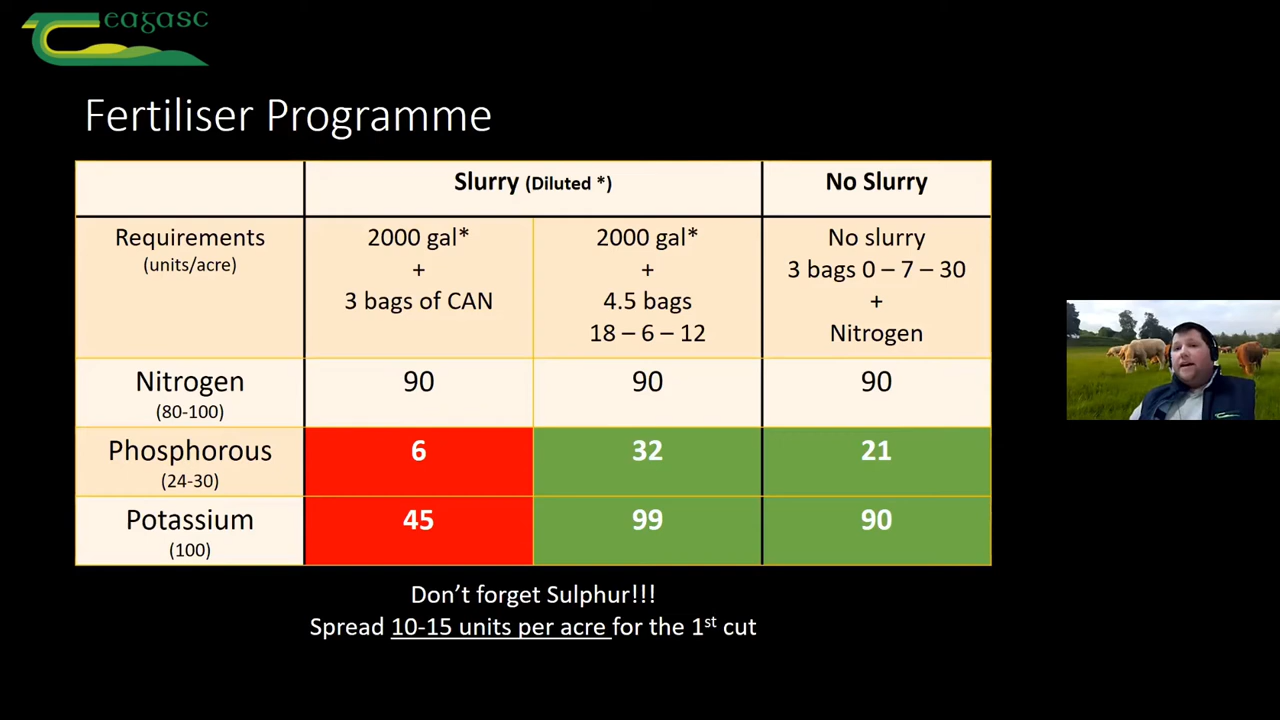 eagasc
Fertiliser Programme
Slurry (Diluted *)
No Slurry
Requirements
(units/acre)
2000 gal*
+
3 bags of CAN
2000 gal*
+
4.5 bags
18 – 6 – 12
No slurry
3 bags 0 – 7 – 30
+
Nitrogen
Nitrogen
(80-100)
90
90
90
Phosphorous
(24-30)
6
32
21
Potassium
(100)
45
99
90
Don’t forget Sulphur!!!
Spread 10-15 units per acre for the 1st cut